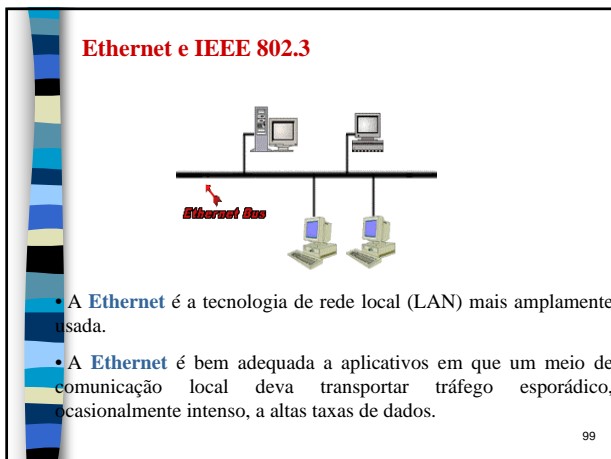 Ethernet e IEEE 802.3
Ethernet Bus
• A Ethernet é a tecnologia de rede local (LAN) mais amplamente
usada.
• A Ethernet é bem adequada a aplicativos em que um meio de
comunicação local deva transportar tráfego esporádico,
ocasionalmente intenso, a altas taxas de dados.
99